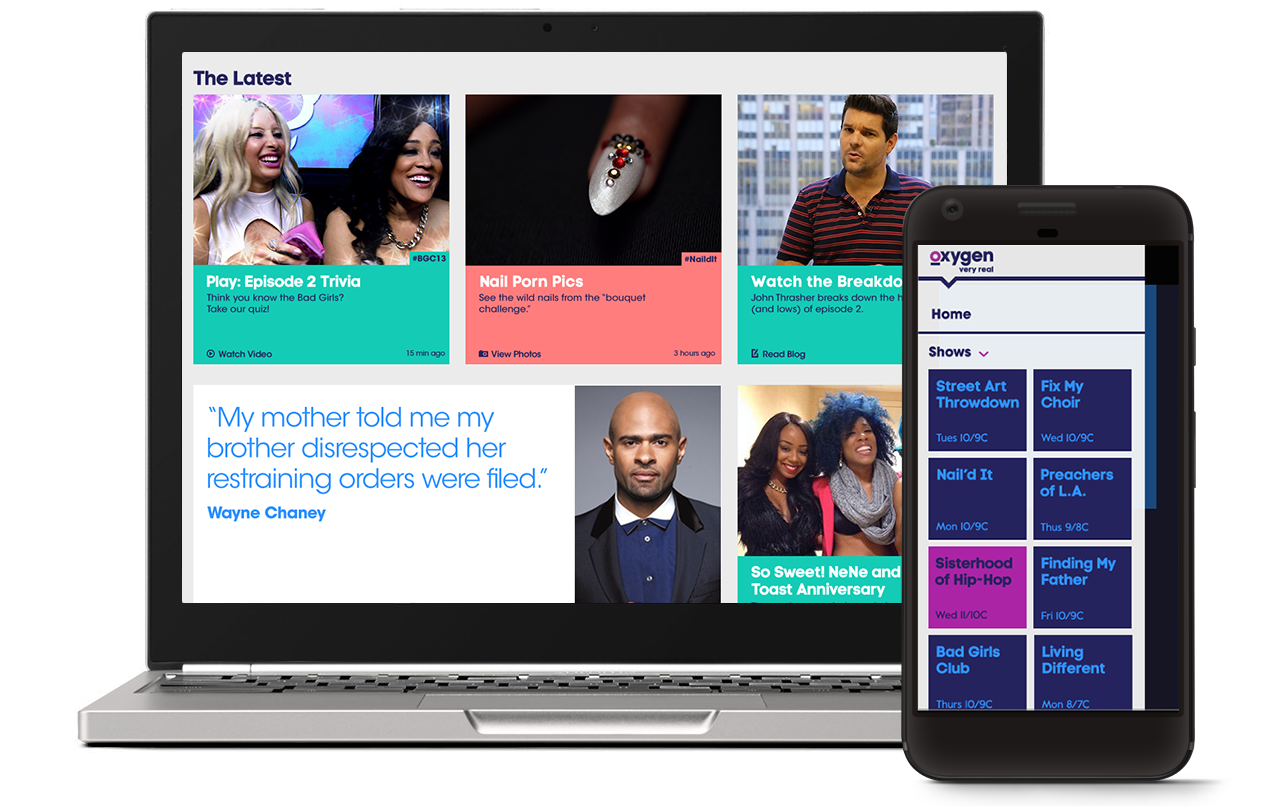 The Latest
#BGC13
Play: Episode 2 Trivia
Think you know the Bad Girls?
Take our quiz!
Watch Video
15 min ago
#NaildIt
Nail Porn Pics
See the wild nails from the “bouquet
challenge.”
View Photos
3 hours ago
Watch the Breakdo
John Thrasher breaks down the h
(and lows) of episode 2.
Read Blog
“My mother told me my
brother disrespected her
restraining orders were filed.”
Wayne Chaney
So Sweet! NeNe and
Toast Anniversary
oxygen
very real
Home
Shows
Street Art
Throwdown
Tues 10/9C
Fix My
Choir
Wed 10/9C
Nail’d It
Mon 10/9C
Preachers
of L.A.
Thus 9/8C
Sisterhood
of Hip-Hop
Wed 11/10C
Finding My
Father
Fri 10/9C
Bad Girls
Club
Thurs 10/9C
Living
Different
Mon 8/7C